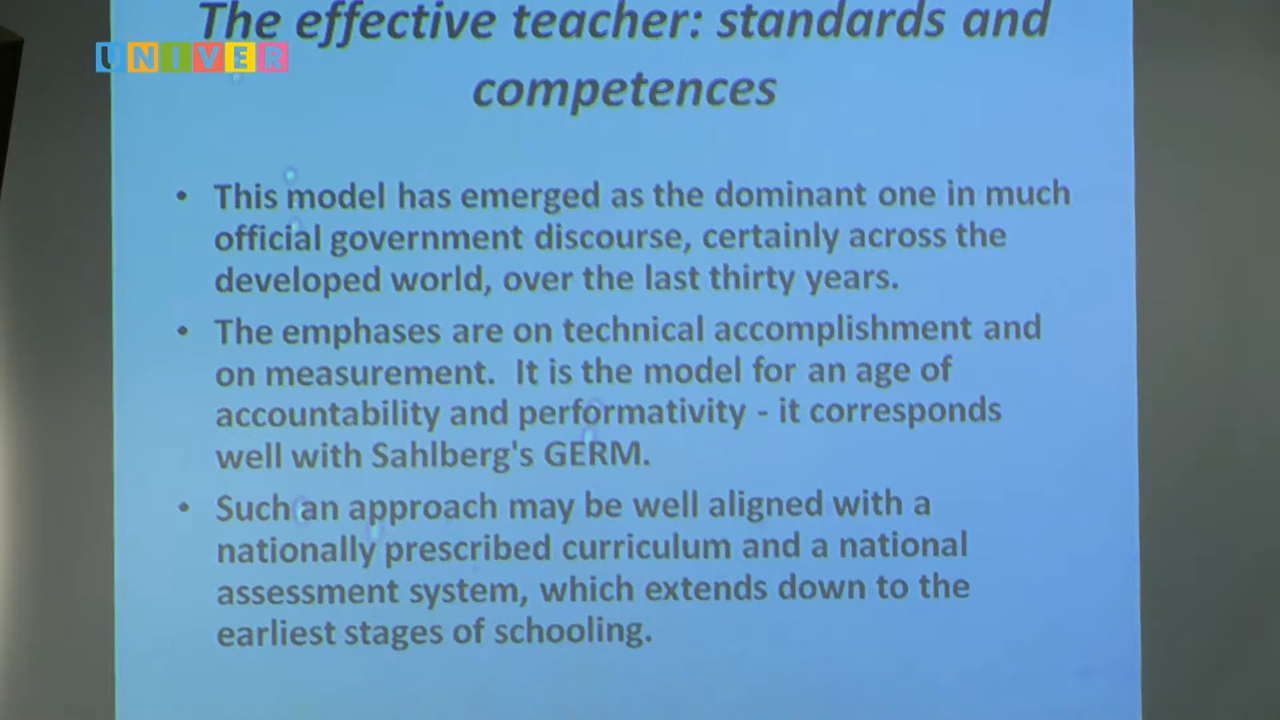 The effective teacher: standards and
competences
UNIVER
• This model has emerged as the dominant one in much
official government discourse, certainly across the
developed world, over the last thirty years.
• The emphases are on technical accomplishment and
on measurement.  It is the model for an age of
accountability and performativity - it corresponds
well with Sahlberg's GERM.
• Such an approach may be well aligned with a
nationally prescribed curriculum and a national
assessment system, which extends down to the
earliest stages of schooling.